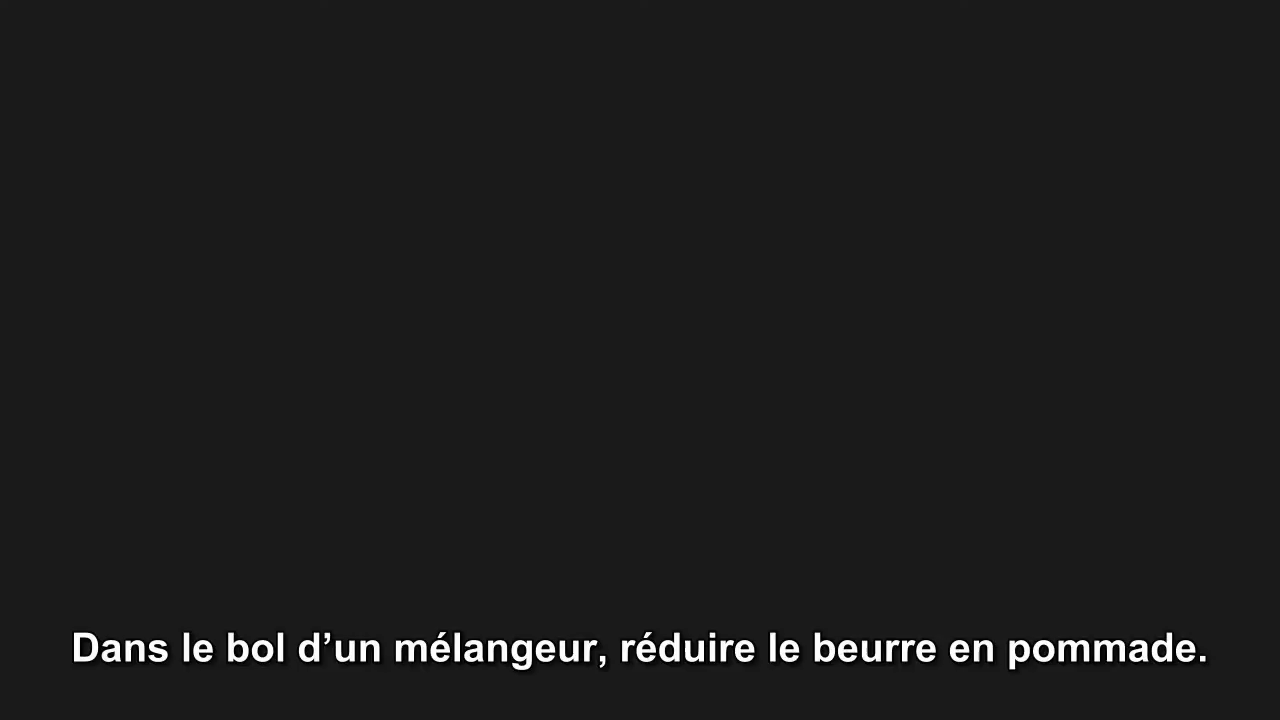 Dans le bol d’un mélangeur, réduire le beurre en pommade.